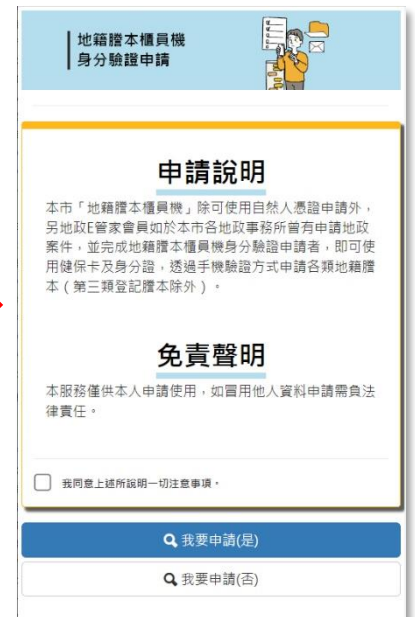 地籍謄本櫃員機
身分驗證申請
申請說明
本市「地籍謄本櫃員機」除可使用自然人憑證申請外，
另地政E管家會員如於本市各地政事務所曾有申請地政
案件，並完成地籍謄本櫃員機身分驗證申請者，即可使
用健保卡及身分證，透過手機驗證方式申請各類地籍謄
本（第三類登記謄本除外）。
免責聲明
本服務僅供本人申請使用，如冒用他人資料申請需負法
律責任。
我同意上述所說明一切注意事項。
我要申請(是)
我要申請(否)